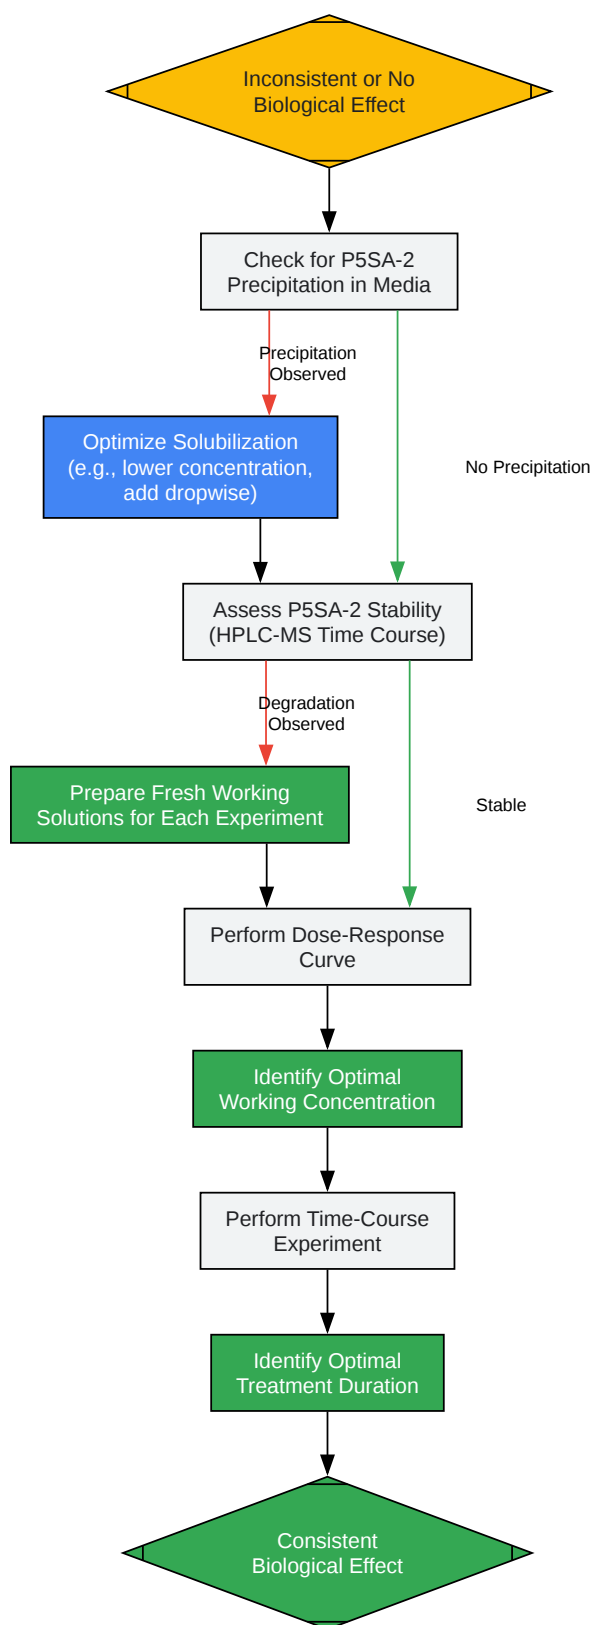 Inconsistent or No
Biological Effect
Check for P5SA-2
Precipitation in Media
Precipitation
Observed
Optimize Solubilization
(e.g., lower concentration,
add dropwise)
No Precipitation
Assess P5SA-2 Stability
(HPLC-MS Time Course)
Degradation
Observed
Prepare Fresh Working
Solutions for Each Experiment
Stable
Perform Dose-Response
Curve
Identify Optimal
Working Concentration
Perform Time-Course
Experiment
Identify Optimal
Treatment Duration
Consistent
Biological Effect